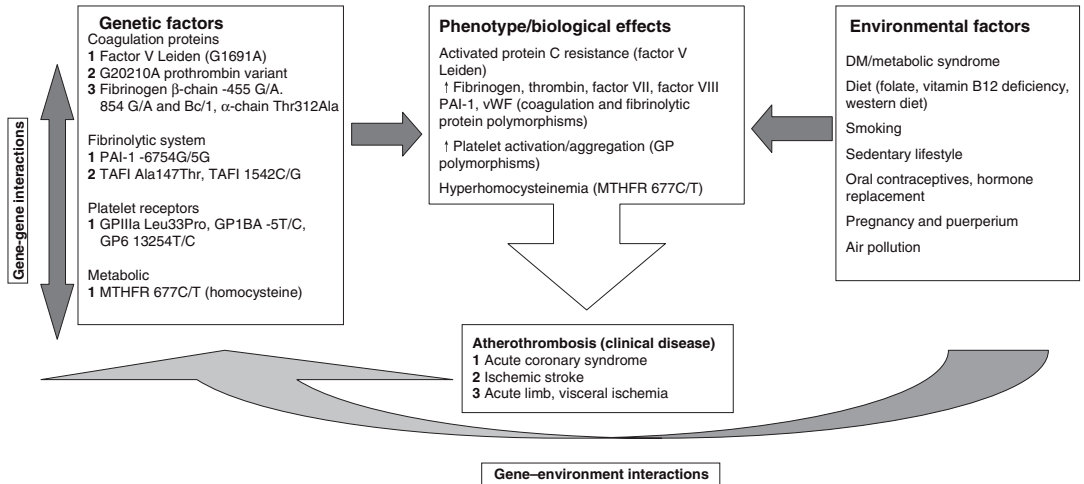 Genetic factors
Coagulation proteins
1 Factor V Leiden (G1691A)
2 G20210A prothrombin variant
3 Fibrinogen β-chain -455 G/A.
854 G/A and Bc/1, α-chain Thr312Ala
Fibrinolytic system
1 PAI-1 -6754G/5G
2 TAFI Ala147Thr, TAFI 1542C/G
Platelet receptors
1 GPIIIa Leu33Pro, GP1BA -5T/C,
GP6 13254T/C
Metabolic
1 MTHFR 677C/T (homocysteine)
Gene-gene interactions
Phenotype/biological effects
Activated protein C resistance (factor V
Leiden)
↑ Fibrinogen, thrombin, factor VII, factor VIII
PAI-1, vWF (coagulation and fibrinolytic
protein polymorphisms)
↑ Platelet activation/aggregation (GP
polymorphisms)
Hyperhomocysteinemia (MTHFR 677C/T)
Environmental factors
DM/metabolic syndrome
Diet (folate, vitamin B12 deficiency,
western diet)
Smoking
Sedentary lifestyle
Oral contraceptives, hormone
replacement
Pregnancy and puerperium
Air pollution
Atherothrombosis (clinical disease)
1 Acute coronary syndrome
2 Ischemic stroke
3 Acute limb, visceral ischemia
Gene–environment interactions